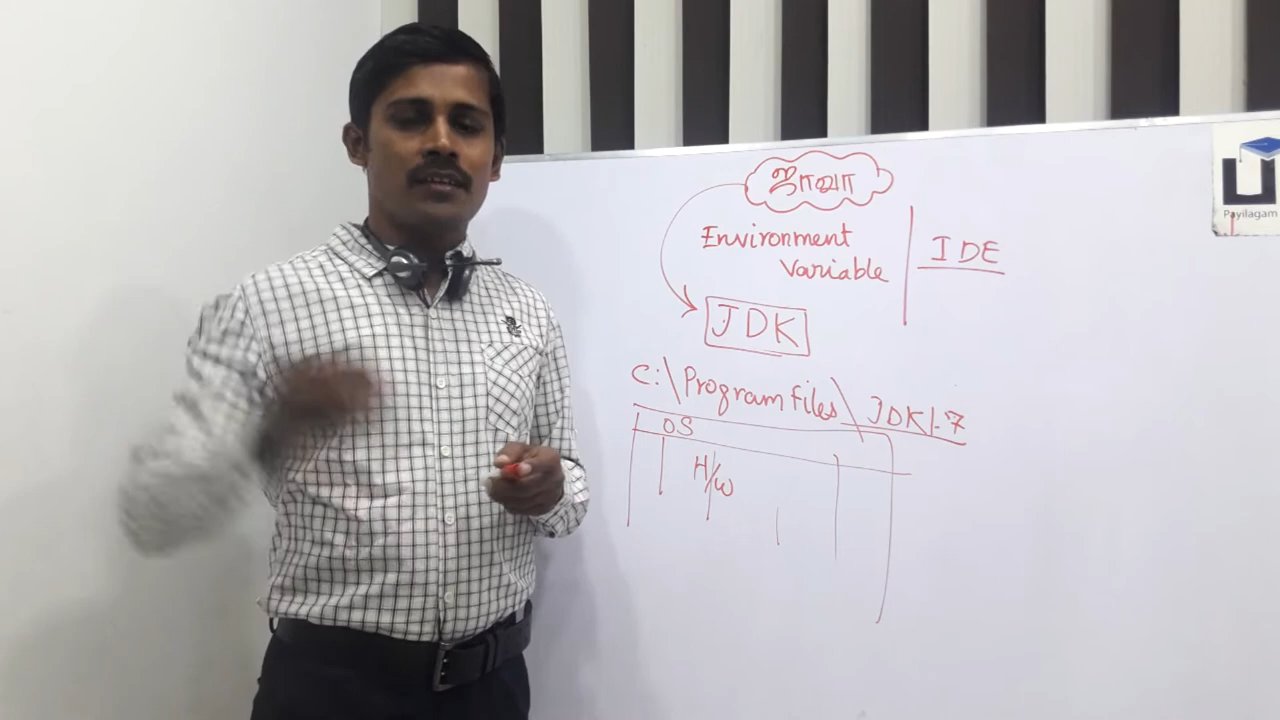 ஜாவா
Environment
Variable
IDE
JDK
C:\Program Files\JDK1.7
OS
H/W
Payilagam